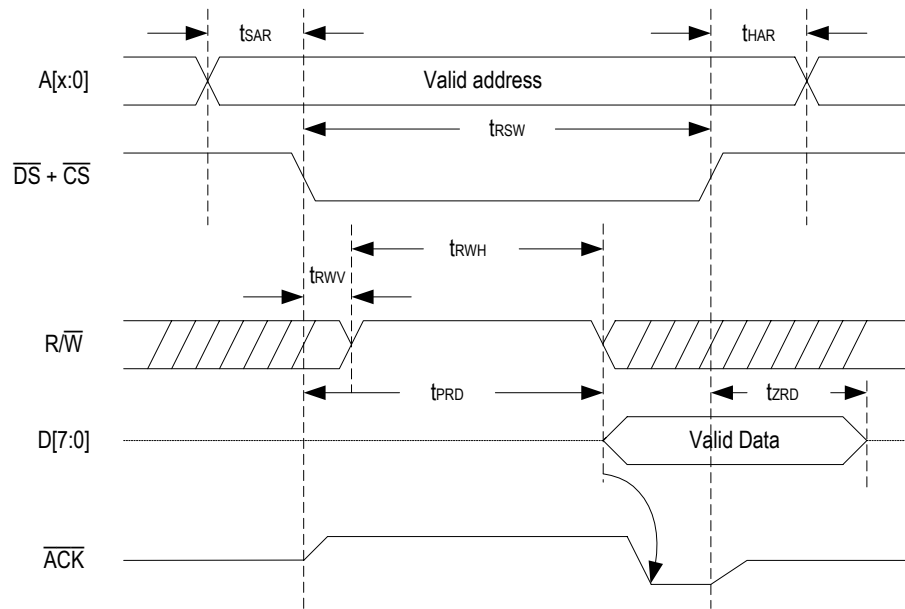 tSAR
tHAR
A[x:0]
Valid address
tRSW
DS + CS
tRWH
tRWV
R/W
tPRD
tZRD
D[7:0]
Valid Data
ACK